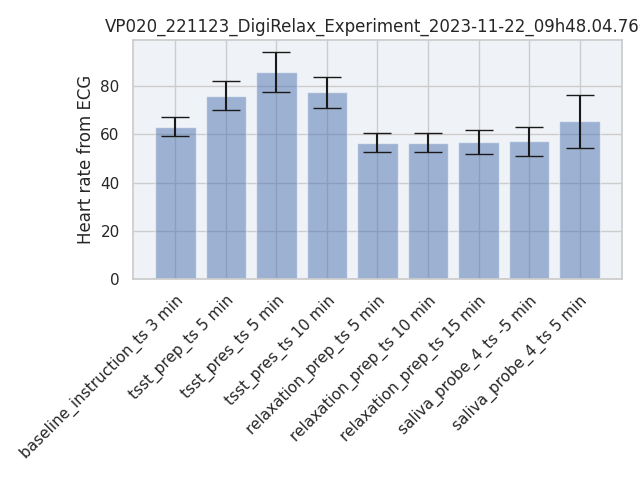 VP020_221123_DigiRelax_Experiment_2023-11-22_09h48.04.76
Heart rate from ECG
80
60
40
20
0
baseline_instruction_ts 3 min
tsst_prep_ts 5 min
tsst_pres_ts 5 min
tsst_pres_ts 10 min
relaxation_prep_ts 5 min
relaxation_prep_ts 10 min
relaxation_prep_ts 15 min
saliva_probe_4_ts -5 min
saliva_probe_4_ts 5 min